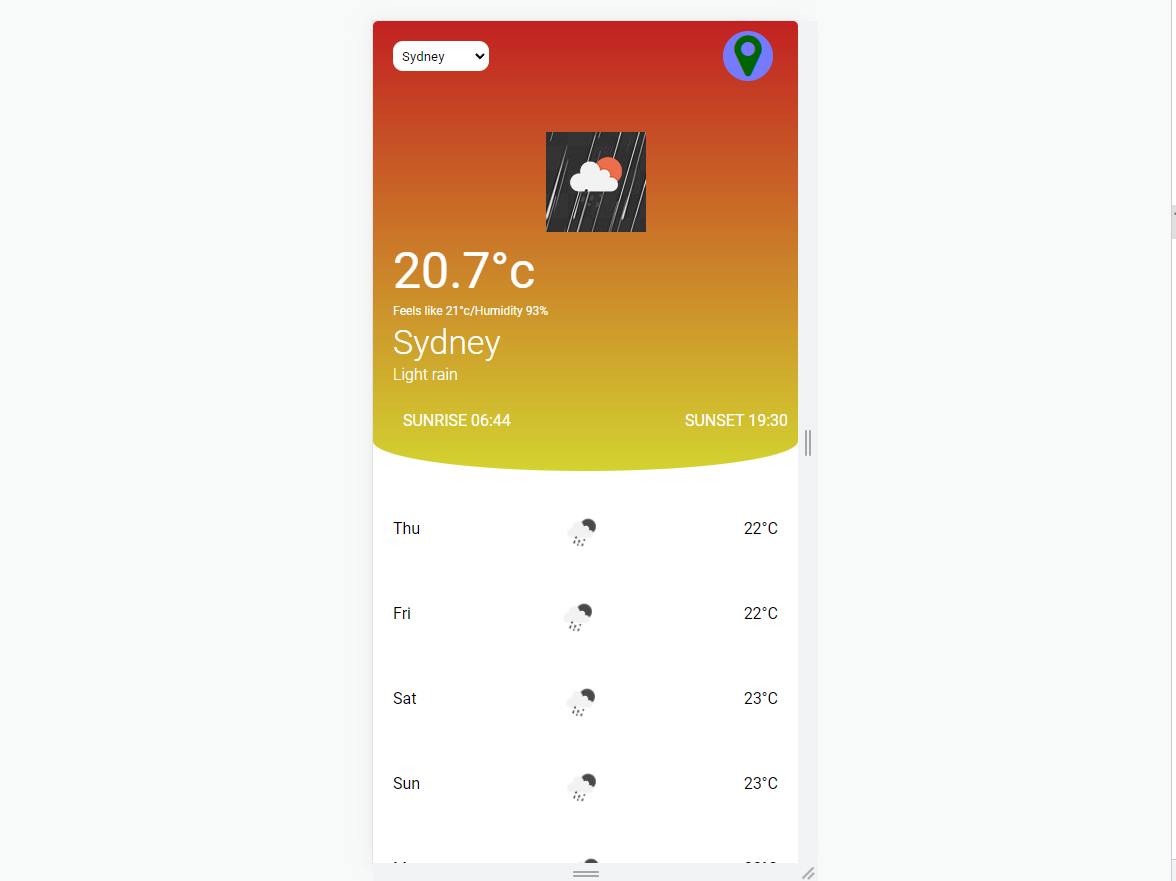 Sydney
20.7°c
Feels like 21°c/Humidity 93%
Sydney
Light rain
SUNRISE 06:44 SUNSET 19:30
Thu 22°C
Fri 22°C
Sat 23°C
Sun 23°C